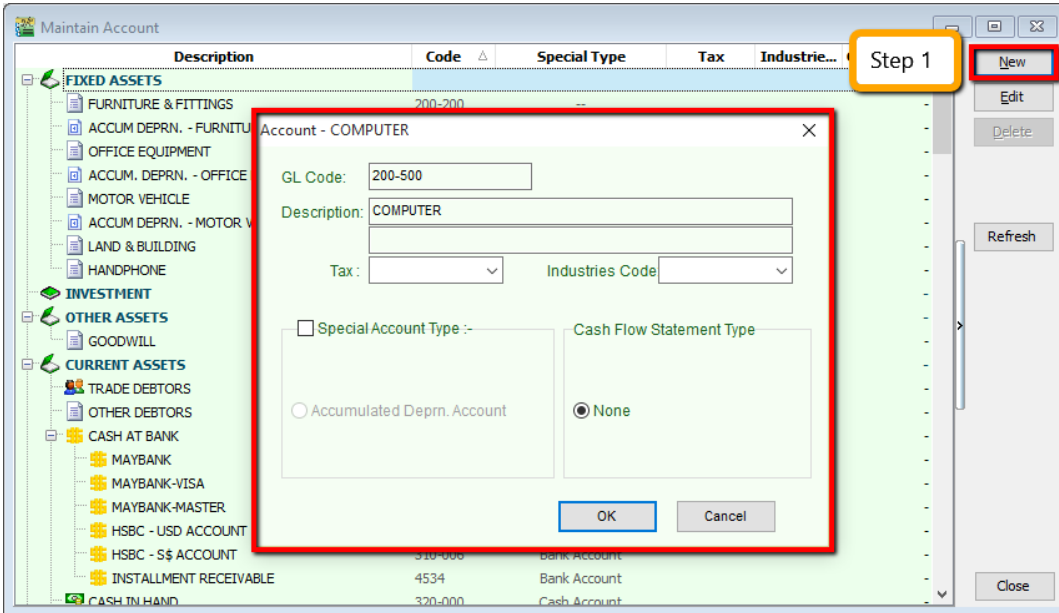 Maintain Account
Description Code Special Type Tax Industrie...
Step 1
New
FIXED ASSETS
FURNITURE & FITTINGS 200-200 --
Edit
ACCUM DEPRN. - FURNITU
Delete
OFFICE EQUIPMENT
ACCUM. DEPRN. - OFFICE
MOTOR VEHICLE
ACCUM DEPRN. - MOTOR V
LAND & BUILDING
Refresh
HANDPHONE
INVESTMENT
OTHER ASSETS
GOODWILL
CURRENT ASSETS
TRADE DEBTORS
OTHER DEBTORS
CASH AT BANK
MAYBANK
MAYBANK-VISA
MAYBANK-MASTER
HSBC - USD ACCOUNT
HSBC - S$ ACCOUNT 310-006 Bank Account
INSTALLMENT RECEIVABLE 4534 Bank Account
CASH IN HAND 320-000 Cash Account
Close
Account - COMPUTER
GL Code: 200-500
Description: COMPUTER
Tax : Industries Code
Special Account Type :- Cash Flow Statement Type
Accumulated Deprn. Account None
OK Cancel